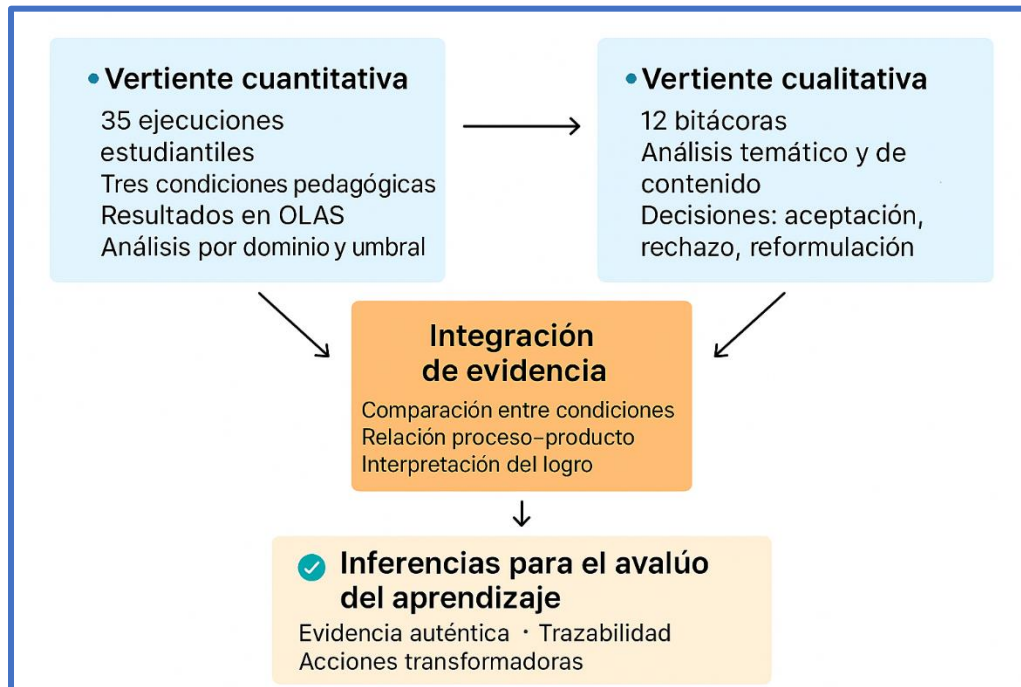 • Vertiente cuantitativa
35 ejecuciones
estudiantiles
Tres condiciones pedagógicas
Resultados en OLAS
Análisis por dominio y umbral
• Vertiente cualitativa
12 bitácoras
Análisis temático y de
contenido
Decisiones: aceptación,
rechazo, reformulación
Integración
de evidencia
Comparación entre condiciones
Relación proceso–producto
Interpretación del logro
Inferencias para el avalúo
del aprendizaje
Evidencia auténtica · Trazabilidad
Acciones transformadoras